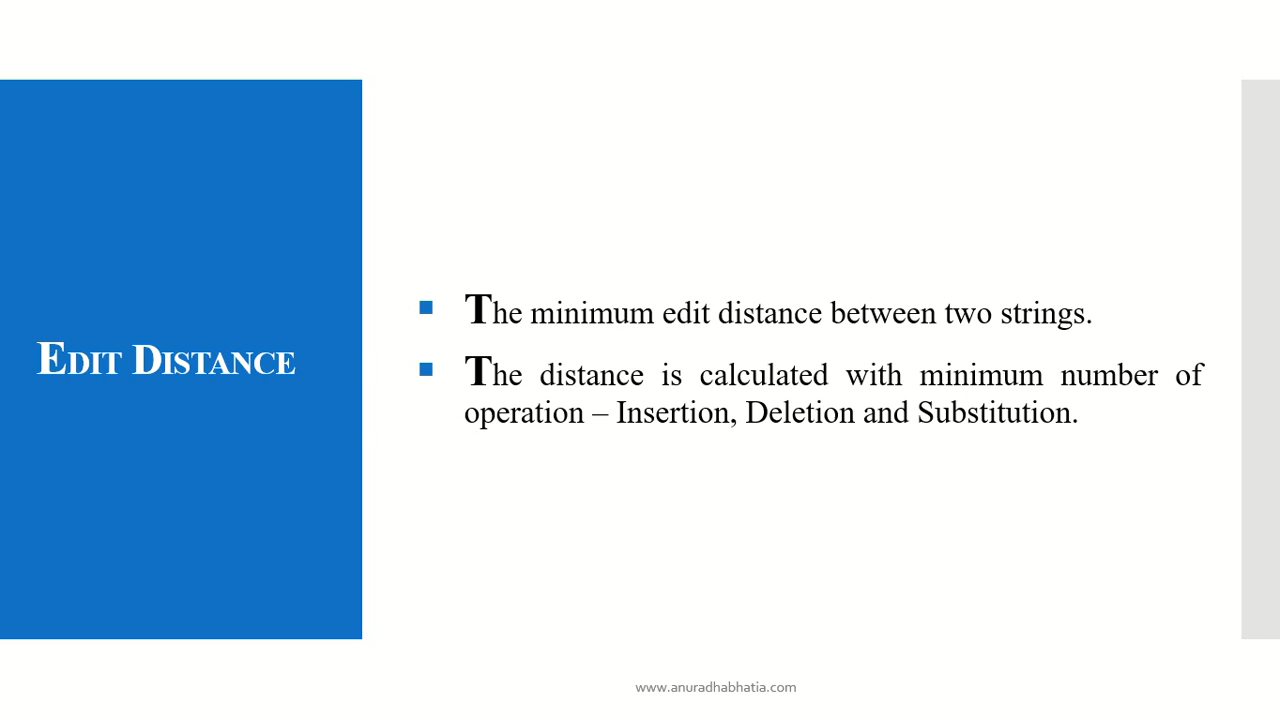 EDIT DISTANCE
The minimum edit distance between two strings.
The distance is calculated with minimum number of
operation – Insertion, Deletion and Substitution.
www.anuradhabhatia.com